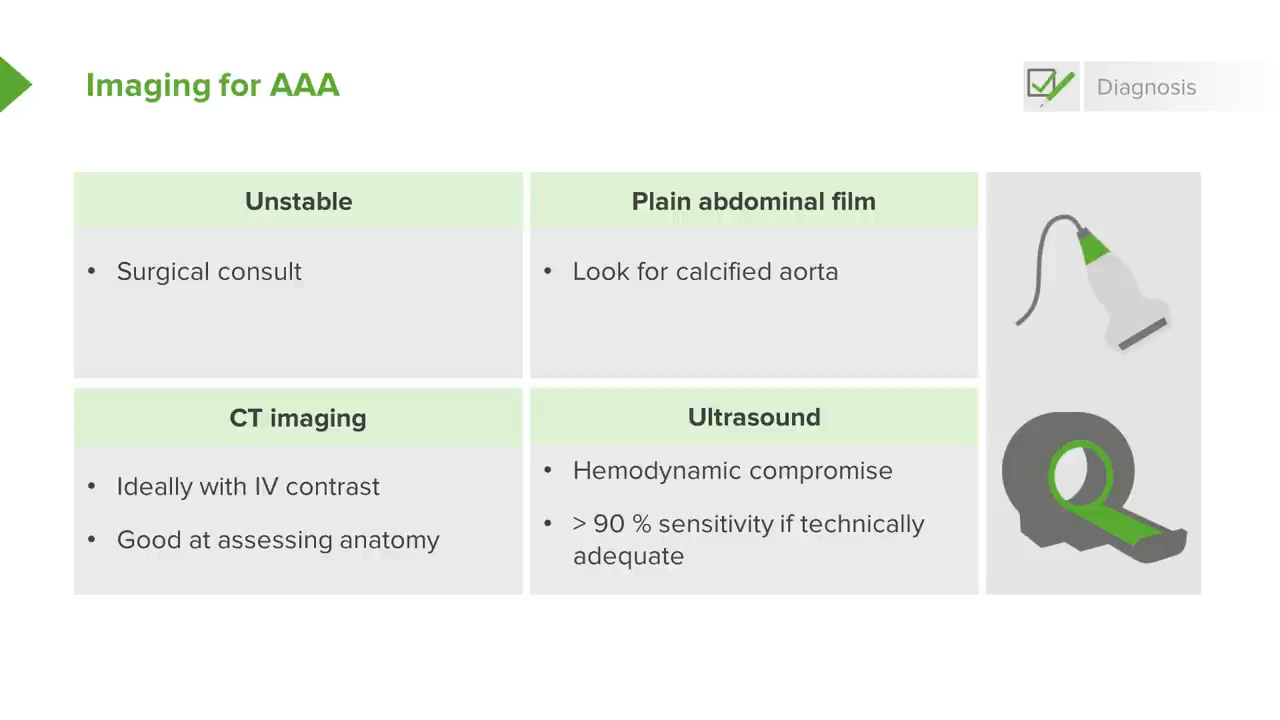 Imaging for AAA
Diagnosis
Unstable
• Surgical consult
Plain abdominal film
• Look for calcified aorta
CT imaging
• Ideally with IV contrast
• Good at assessing anatomy
Ultrasound
• Hemodynamic compromise
• > 90 % sensitivity if technically
adequate